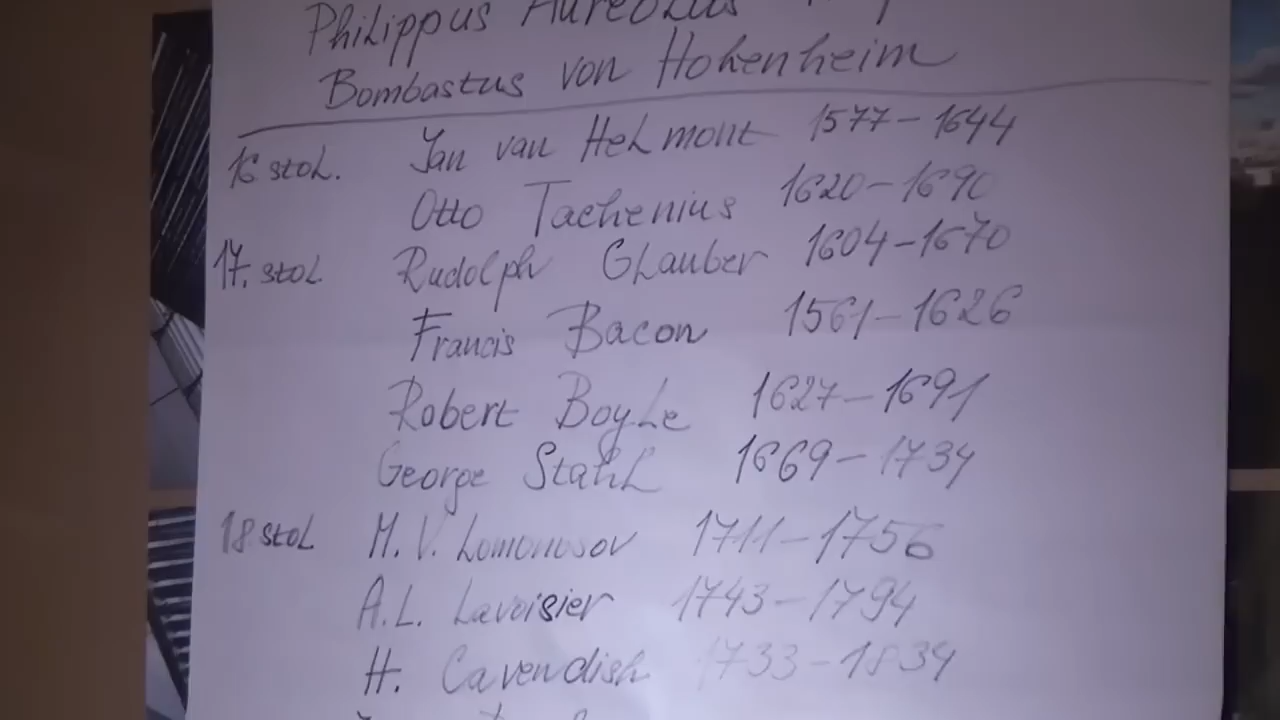 Philippus Aureolus
Bombastus von Hohenheim
16 stol. Jan van Helmont 1577-1644
Otto Tachenius 1620-1690
17. stol Rudolph Glauber 1604-1670
Francis Bacon 1561-1626
Robert Boyle 1627-1691
George Stahl 1669-1734
18 stol M. V. Lomonosov 1711-1756
A.L. Lavoisier 1743-1794
H. Cavendish 1733-1834